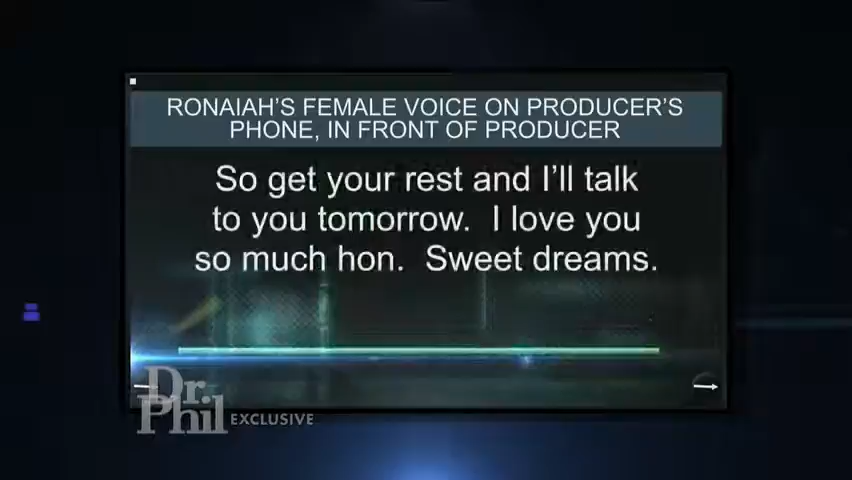 RONAIAH'S FEMALE VOICE ON PRODUCER'S
PHONE, IN FRONT OF PRODUCER
So get your rest and I'll talk
to you tomorrow.  I love you
so much hon.  Sweet dreams.
Dr.
Phil EXCLUSIVE